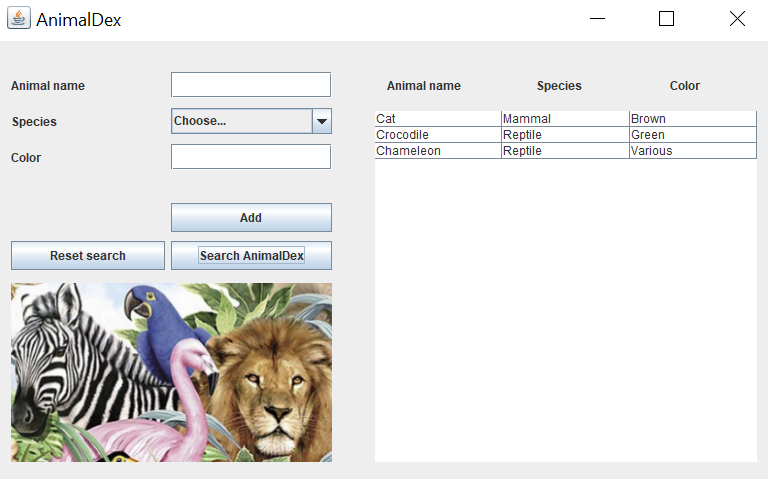 AnimalDex
Animal name
Species
Choose...
Color
Add
Reset search
Search AnimalDex
Animal name Species Color
Cat Mammal Brown
Crocodile Reptile Green
Chameleon Reptile Various